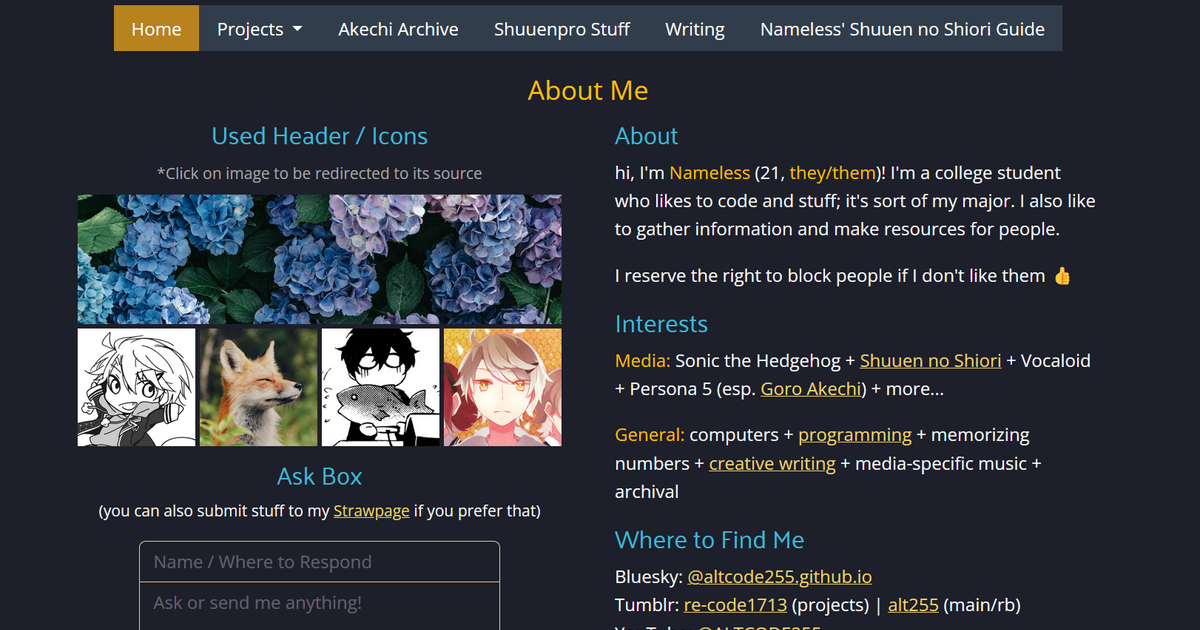 Home Projects Akechi Archive Shuuenpro Stuff Writing Nameless' Shuuen no Shiori Guide
About Me
Used Header / Icons
*Click on image to be redirected to its source
Ask Box
(you can also submit stuff to my Strawpage if you prefer that)
Name / Where to Respond
Ask or send me anything!
About
hi, I'm Nameless (21, they/them)! I'm a college student
who likes to code and stuff; it's sort of my major. I also like
to gather information and make resources for people.
I reserve the right to block people if I don't like them 👍
Interests
Media: Sonic the Hedgehog + Shuuen no Shiori + Vocaloid
+ Persona 5 (esp. Goro Akechi) + more...
General: computers + programming + memorizing
numbers + creative writing + media-specific music +
archival
Where to Find Me
Bluesky: @altcode255.github.io
Tumblr: re-code1713 (projects) | alt255 (main/rb)
YouTube: @ALTCODE255